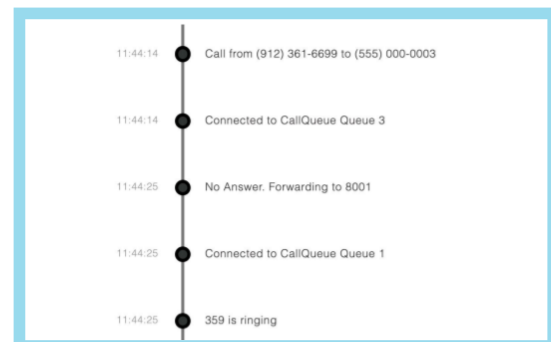 11:44:14 Call from (912) 361-6699 to (555) 000-0003
11:44:14 Connected to CallQueue Queue 3
11:44:25 No Answer. Forwarding to 8001
11:44:25 Connected to CallQueue Queue 1
11:44:25 359 is ringing